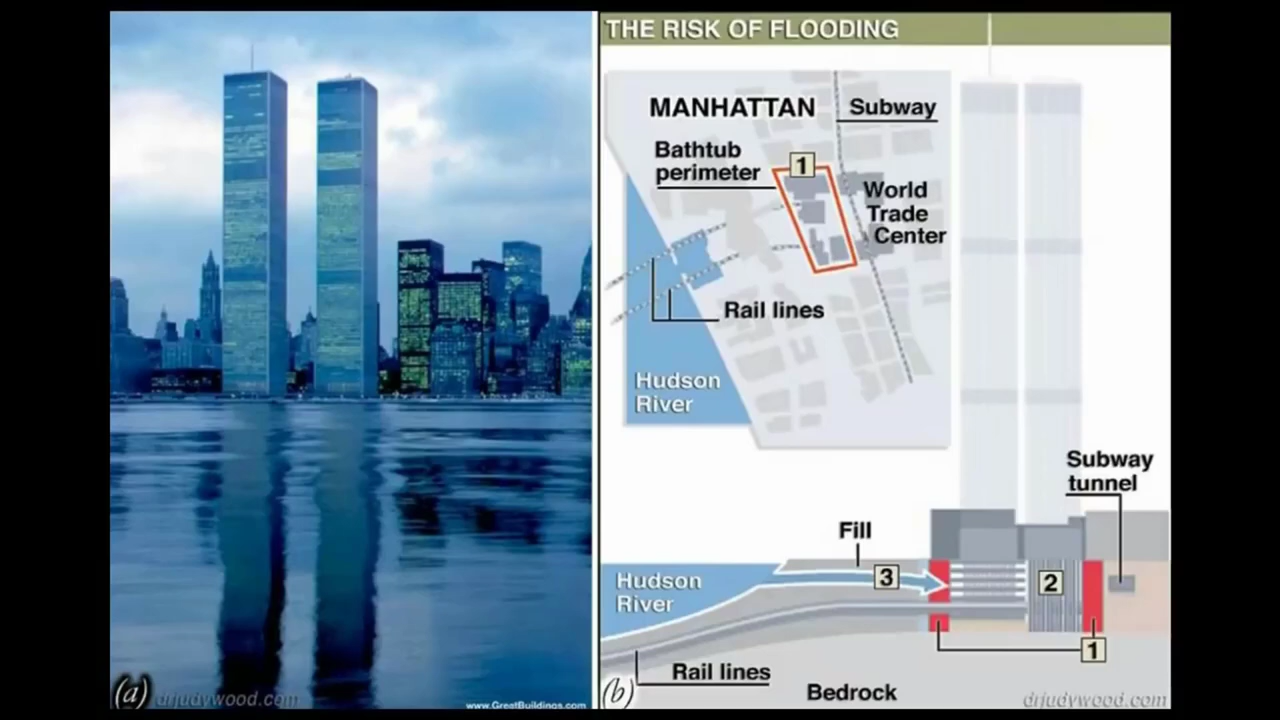 (a)
drjudywood.com
www.GreatBuildings.com
THE RISK OF FLOODING
MANHATTAN
Subway
Bathtub
perimeter
1
World
Trade
Center
Rail lines
Hudson
River
Subway
tunnel
Fill
Hudson
River
3
2
1
Rail lines
Bedrock
(b)
drjudywood.com